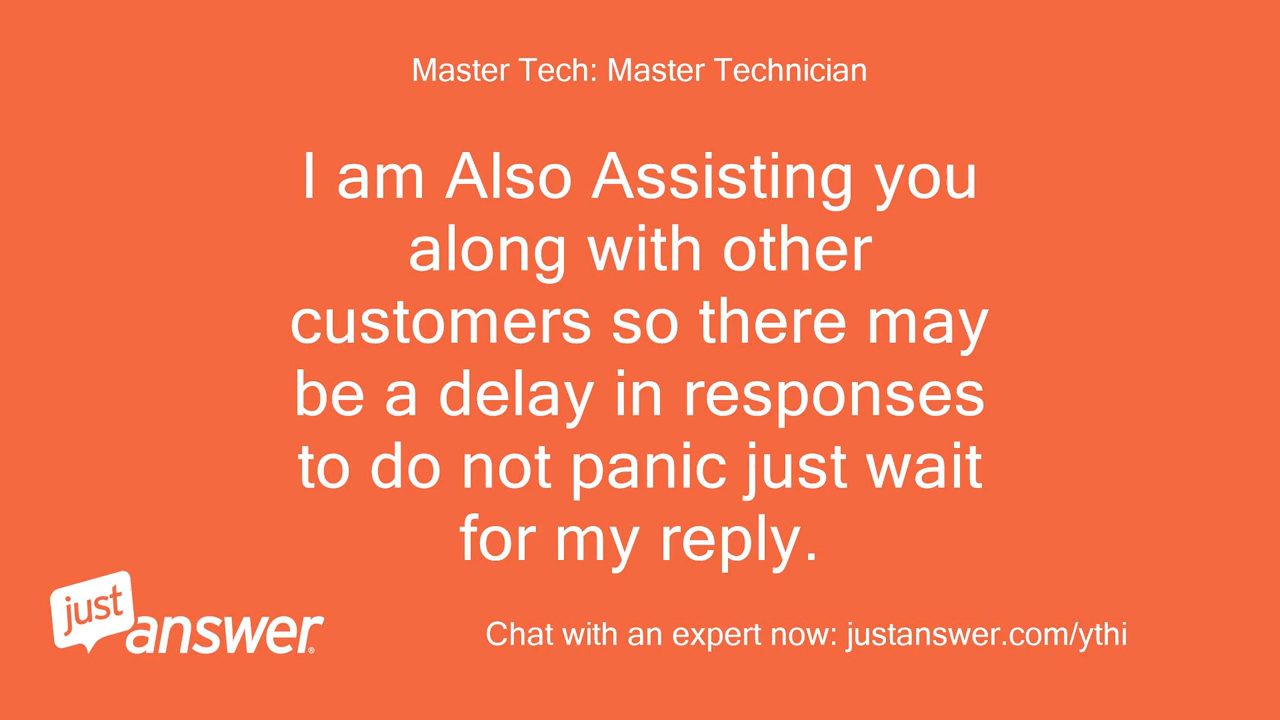 Master Tech: Master Technician
I am Also Assisting you
along with other
customers so there may
be a delay in responses
to do not panic just wait
for my reply.
just
answer®
Chat with an expert now: justanswer.com/ythi